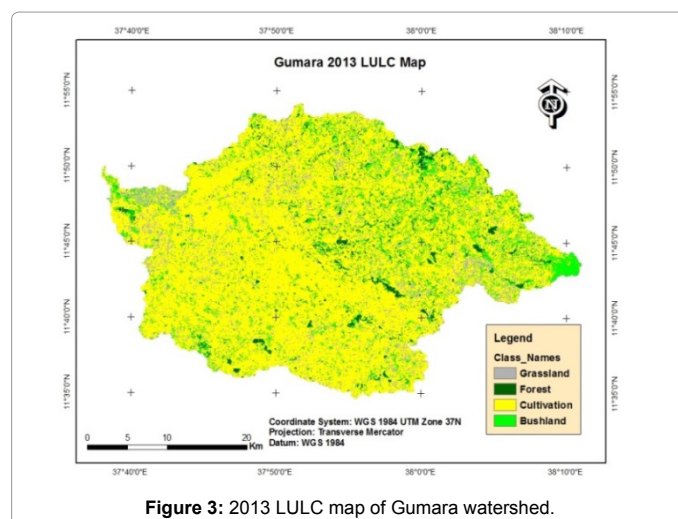 37°40'0"E 37°50'0"E 38°0'0"E 38°10'0"E
Gumara 2013 LULC Map
N
11°55'0"N 11°55'0"N
11°50'0"N 11°50'0"N
11°45'0"N 11°45'0"N
11°40'0"N 11°40'0"N
11°35'0"N 11°35'0"N
Legend
Class_Names
Grassland
Forest
Cultivation
Bushland
Coordinate System: WGS 1984 UTM Zone 37N
Projection: Transverse Mercator
Datum: WGS 1984
0 5 10 20
Km
37°40'0"E 37°50'0"E 38°0'0"E 38°10'0"E
Figure 3: 2013 LULC map of Gumara watershed.